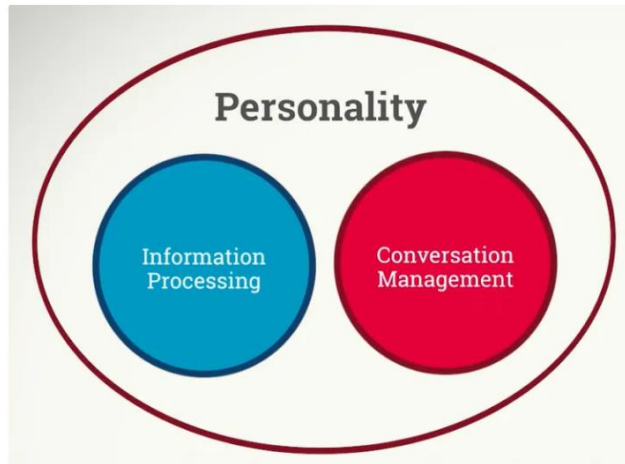 Personality
Information
Processing
Conversation
Management